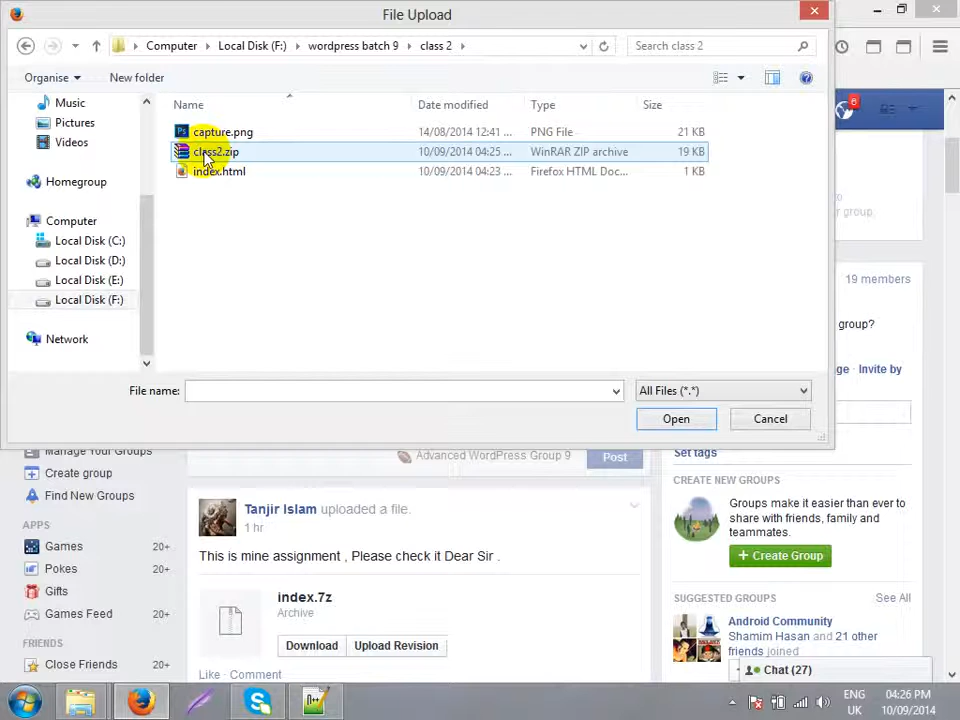 File Upload
Computer Local Disk (F:) wordpress batch 9 class 2
Search class 2
Organise New folder
Name Date modified Type Size
capture.png 14/08/2014 12:41 ... PNG File 21 KB
class2.zip 10/09/2014 04:25 ... WinRAR ZIP archive 19 KB
index.html 10/09/2014 04:23 ... Firefox HTML Doc... 1 KB
Music
Pictures
Videos
Homegroup
Computer
Local Disk (C:)
Local Disk (D:)
Local Disk (E:)
Local Disk (F:)
Network
File name:
All Files (*.*)
Open Cancel
8
to
r group,
19 members
group?
ge · Invite by
Set tags
Manage Your Groups
Create group
Find New Groups
APPS
Games 20+
Pokes 20+
Gifts
Games Feed 20+
FRIENDS
Close Friends 20+
Advanced WordPress Group 9
Post
Tanjir Islam uploaded a file.
1 hr
This is mine assignment , Please check it Dear Sir .
index.7z
Archive
Download Upload Revision
Like · Comment
CREATE NEW GROUPS
Groups make it easier than ever to
share with friends, family and
teammates.
+ Create Group
SUGGESTED GROUPS See All
Android Community
Shamim Hasan and 21 other
friends joined
Chat (27)
ENG
UK
04:26 PM
10/09/2014